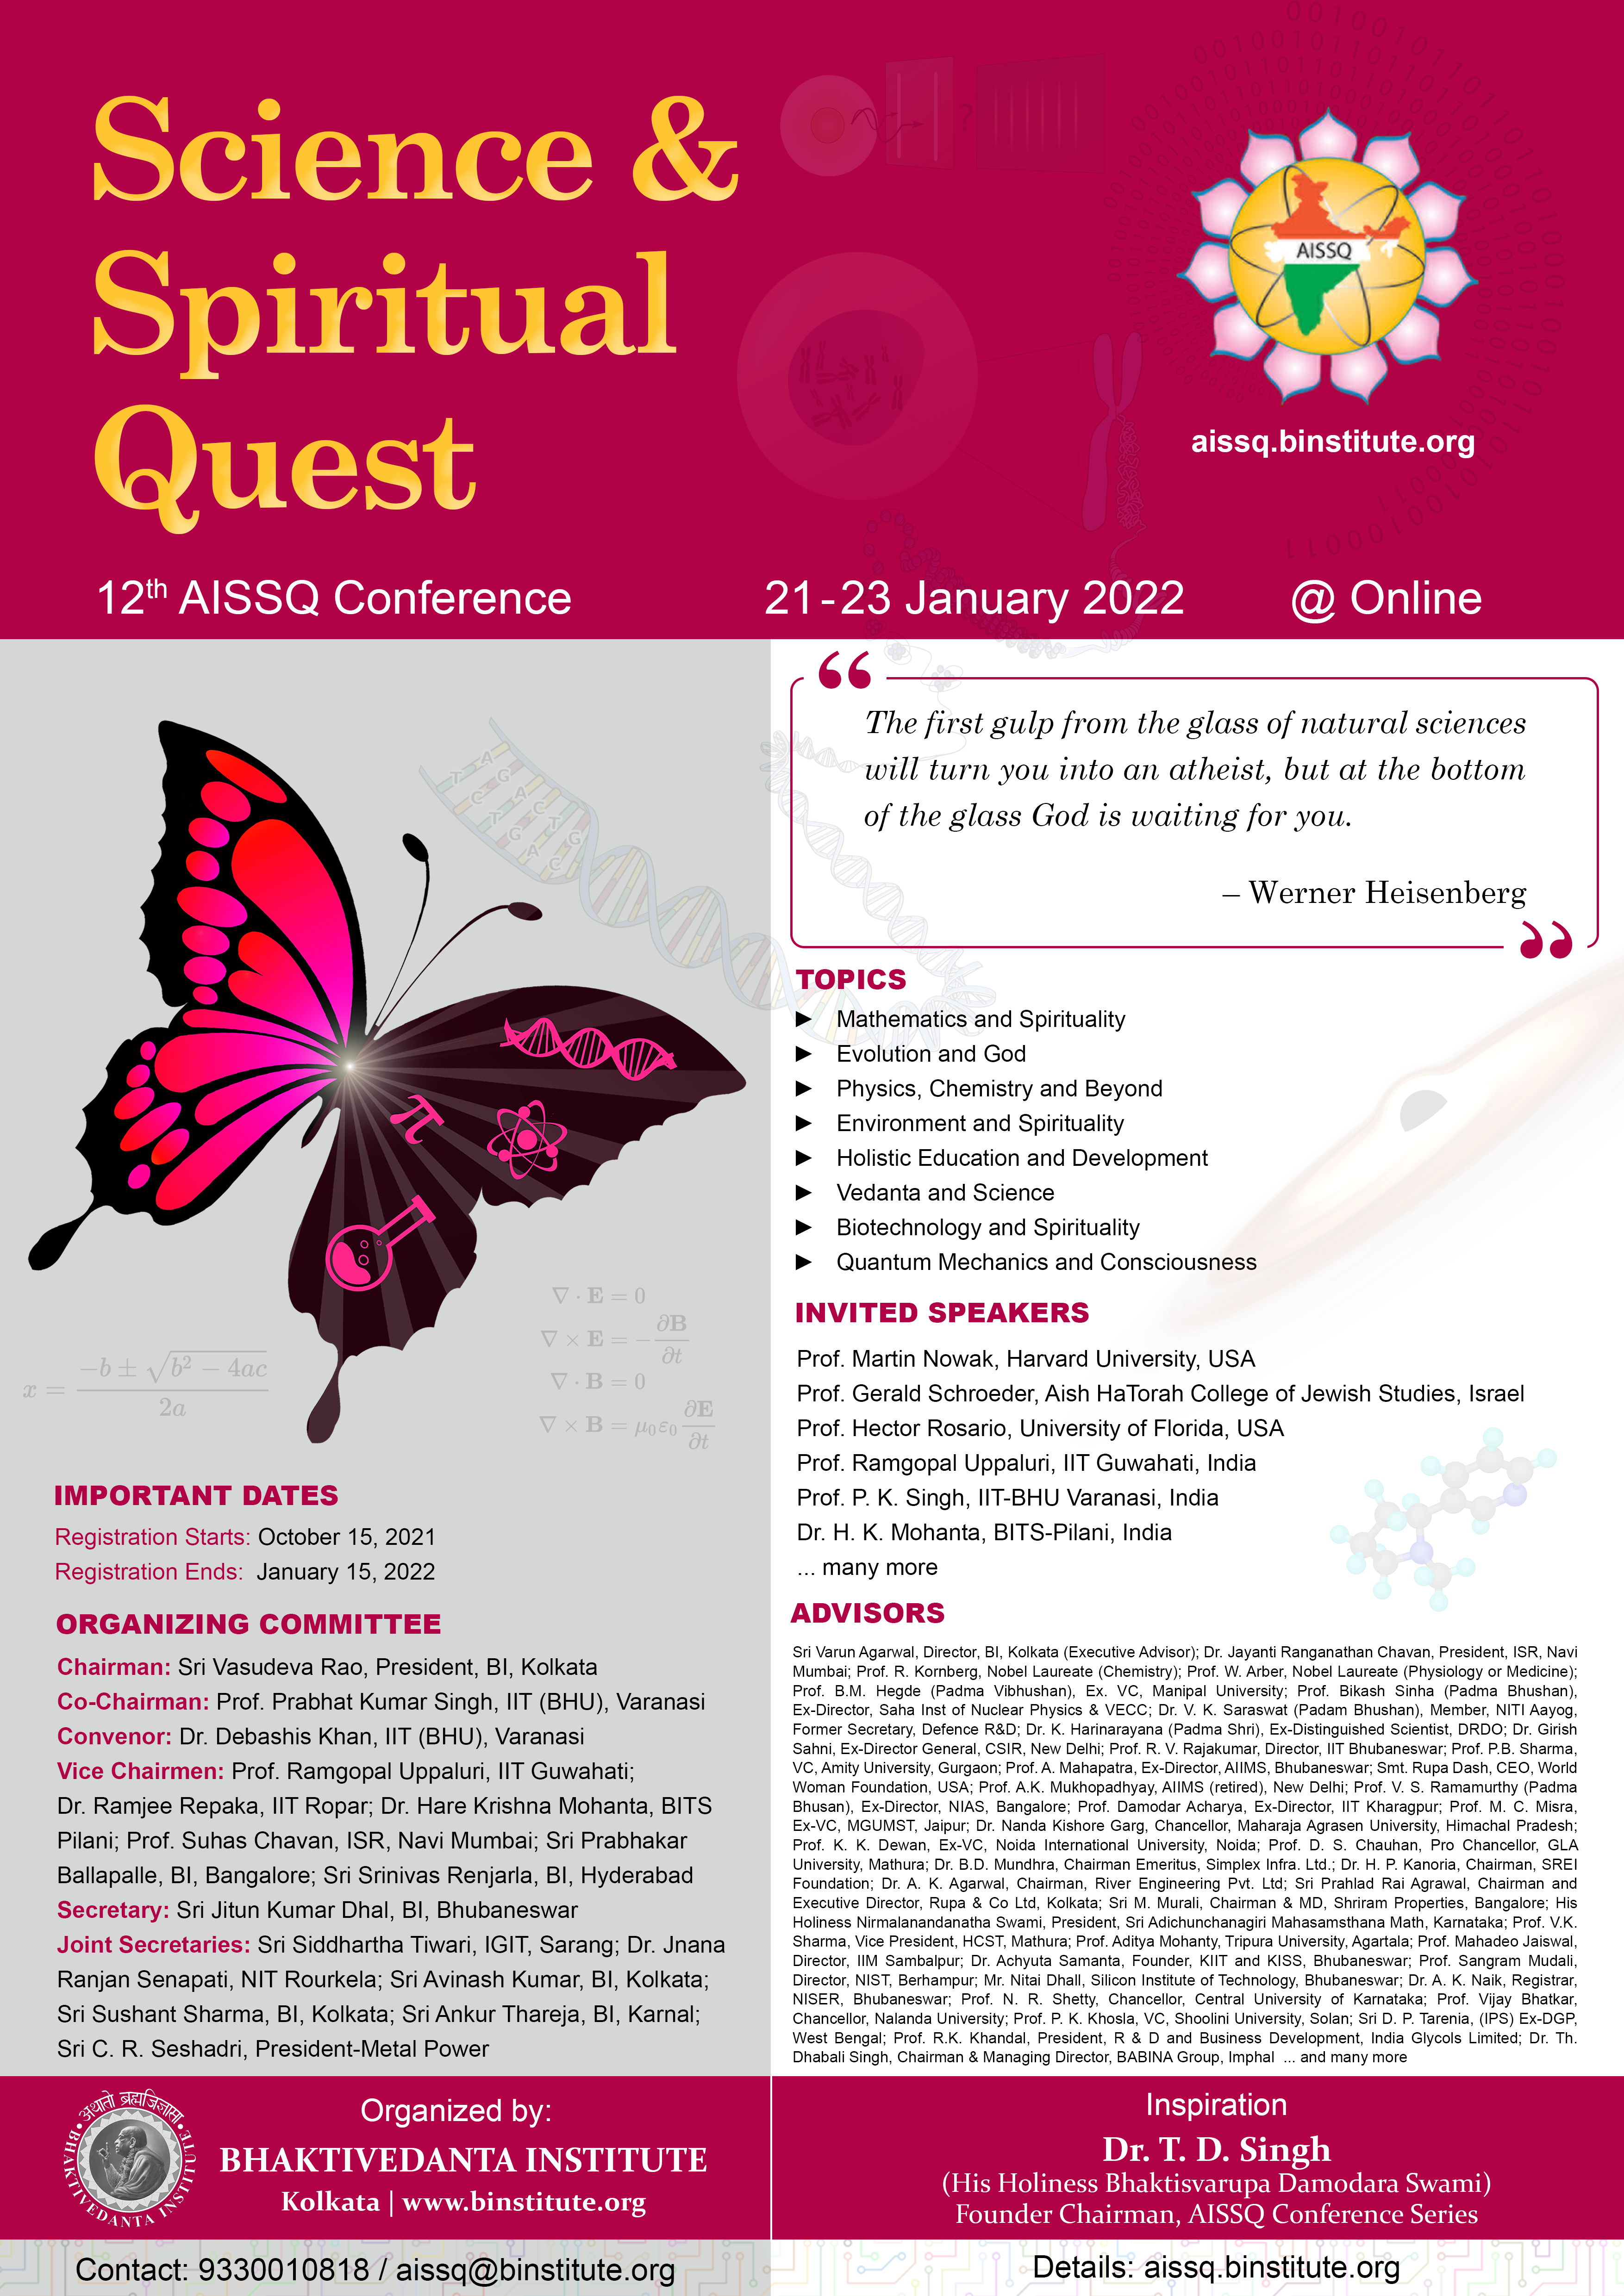 Science &
Spiritual
Quest
AISSQ
aissq.binstitute.org
12th AISSQ Conference 21-23 January 2022 @ Online
“
The first gulp from the glass of natural sciences
will turn you into an atheist, but at the bottom
of the glass God is waiting for you.
– Werner Heisenberg
”
TOPICS
► Mathematics and Spirituality
► Evolution and God
► Physics, Chemistry and Beyond
► Environment and Spirituality
► Holistic Education and Development
► Vedanta and Science
► Biotechnology and Spirituality
► Quantum Mechanics and Consciousness
INVITED SPEAKERS
Prof. Martin Nowak, Harvard University, USA
Prof. Gerald Schroeder, Aish HaTorah College of Jewish Studies, Israel
Prof. Hector Rosario, University of Florida, USA
Prof. Ramgopal Uppaluri, IIT Guwahati, India
Prof. P. K. Singh, IIT-BHU Varanasi, India
Dr. H. K. Mohanta, BITS-Pilani, India
... many more
ADVISORS
Sri Varun Agarwal, Director, BI, Kolkata (Executive Advisor); Dr. Jayanti Ranganathan Chavan, President, ISR, Navi
Mumbai; Prof. R. Kornberg, Nobel Laureate (Chemistry); Prof. W. Arber, Nobel Laureate (Physiology or Medicine);
Prof. B.M. Hegde (Padma Vibhushan), Ex. VC, Manipal University; Prof. Bikash Sinha (Padma Bhushan),
Ex-Director, Saha Inst of Nuclear Physics & VECC; Dr. V. K. Saraswat (Padam Bhushan), Member, NITI Aayog,
Former Secretary, Defence R&D; Dr. K. Harinarayana (Padma Shri), Ex-Distinguished Scientist, DRDO; Dr. Girish
Sahni, Ex-Director General, CSIR, New Delhi; Prof. R. V. Rajakumar, Director, IIT Bhubaneswar; Prof. P.B. Sharma,
VC, Amity University, Gurgaon; Prof. A. Mahapatra, Ex-Director, AIIMS, Bhubaneswar; Smt. Rupa Dash, CEO, World
Woman Foundation, USA; Prof. A.K. Mukhopadhyay, AIIMS (retired), New Delhi; Prof. V. S. Ramamurthy (Padma
Bhusan), Ex-Director, NIAS, Bangalore; Prof. Damodar Acharya, Ex-Director, IIT Kharagpur; Prof. M. C. Misra,
Ex-VC, MGUMST, Jaipur; Dr. Nanda Kishore Garg, Chancellor, Maharaja Agrasen University, Himachal Pradesh;
Prof. K. K. Dewan, Ex-VC, Noida International University, Noida; Prof. D. S. Chauhan, Pro Chancellor, GLA
University, Mathura; Dr. B.D. Mundhra, Chairman Emeritus, Simplex Infra. Ltd.; Dr. H. P. Kanoria, Chairman, SREI
Foundation; Dr. A. K. Agarwal, Chairman, River Engineering Pvt. Ltd; Sri Prahlad Rai Agrawal, Chairman and
Executive Director, Rupa & Co Ltd, Kolkata; Sri M. Murali, Chairman & MD, Shriram Properties, Bangalore; His
Holiness Nirmalanandanatha Swami, President, Sri Adichunchanagiri Mahasamsthana Math, Karnataka; Prof. V.K.
Sharma, Vice President, HCST, Mathura; Prof. Aditya Mohanty, Tripura University, Agartala; Prof. Mahadeo Jaiswal,
Director, IIM Sambalpur; Dr. Achyuta Samanta, Founder, KIIT and KISS, Bhubaneswar; Prof. Sangram Mudali,
Director, NIST, Berhampur; Mr. Nitai Dhall, Silicon Institute of Technology, Bhubaneswar; Dr. A. K. Naik, Registrar,
NISER, Bhubaneswar; Prof. N. R. Shetty, Chancellor, Central University of Karnataka; Prof. Vijay Bhatkar,
Chancellor, Nalanda University; Prof. P. K. Khosla, VC, Shoolini University, Solan; Sri D. P. Tarenia, (IPS) Ex-DGP,
West Bengal; Prof. R.K. Khandal, President, R & D and Business Development, India Glycols Limited; Dr. Th.
Dhabali Singh, Chairman & Managing Director, BABINA Group, Imphal ... and many more
π
x = −b ± √b² − 4ac / 2a
∇ · E = 0
∇ × E = − ∂B/∂t
∇ · B = 0
∇ × B = μ₀ε₀ ∂E/∂t
IMPORTANT DATES
Registration Starts: October 15, 2021
Registration Ends: January 15, 2022
ORGANIZING COMMITTEE
Chairman: Sri Vasudeva Rao, President, BI, Kolkata
Co-Chairman: Prof. Prabhat Kumar Singh, IIT (BHU), Varanasi
Convenor: Dr. Debashis Khan, IIT (BHU), Varanasi
Vice Chairmen: Prof. Ramgopal Uppaluri, IIT Guwahati;
Dr. Ramjee Repaka, IIT Ropar; Dr. Hare Krishna Mohanta, BITS
Pilani; Prof. Suhas Chavan, ISR, Navi Mumbai; Sri Prabhakar
Ballapalle, BI, Bangalore; Sri Srinivas Renjarla, BI, Hyderabad
Secretary: Sri Jitun Kumar Dhal, BI, Bhubaneswar
Joint Secretaries: Sri Siddhartha Tiwari, IGIT, Sarang; Dr. Jnana
Ranjan Senapati, NIT Rourkela; Sri Avinash Kumar, BI, Kolkata;
Sri Sushant Sharma, BI, Kolkata; Sri Ankur Thareja, BI, Karnal;
Sri C. R. Seshadri, President-Metal Power
अथातो ब्रह्मजिज्ञासा
BHAKTIVEDANTA INSTITUTE
Organized by:
BHAKTIVEDANTA INSTITUTE
Kolkata | www.binstitute.org
Inspiration
Dr. T. D. Singh
(His Holiness Bhaktisvarupa Damodara Swami)
Founder Chairman, AISSQ Conference Series
Contact: 9330010818 / aissq@binstitute.org
Details: aissq.binstitute.org